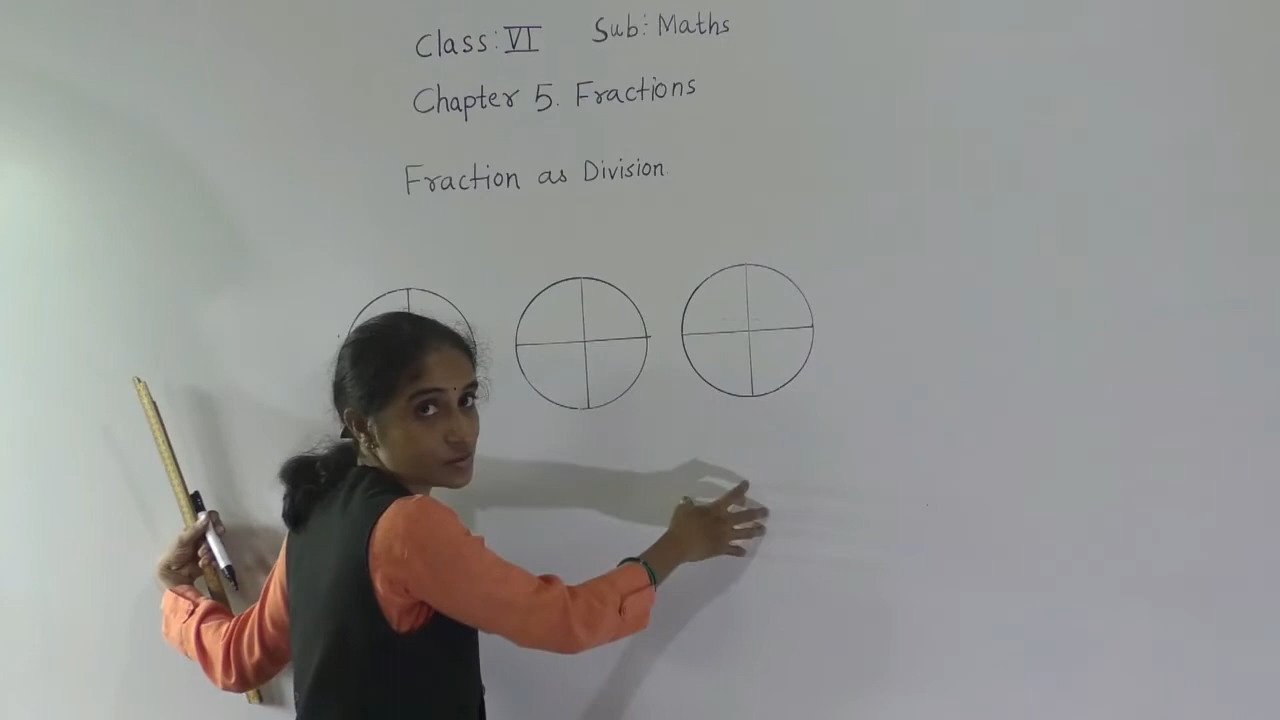 Class: VI Sub: Maths
Chapter 5. Fractions
Fraction as Division